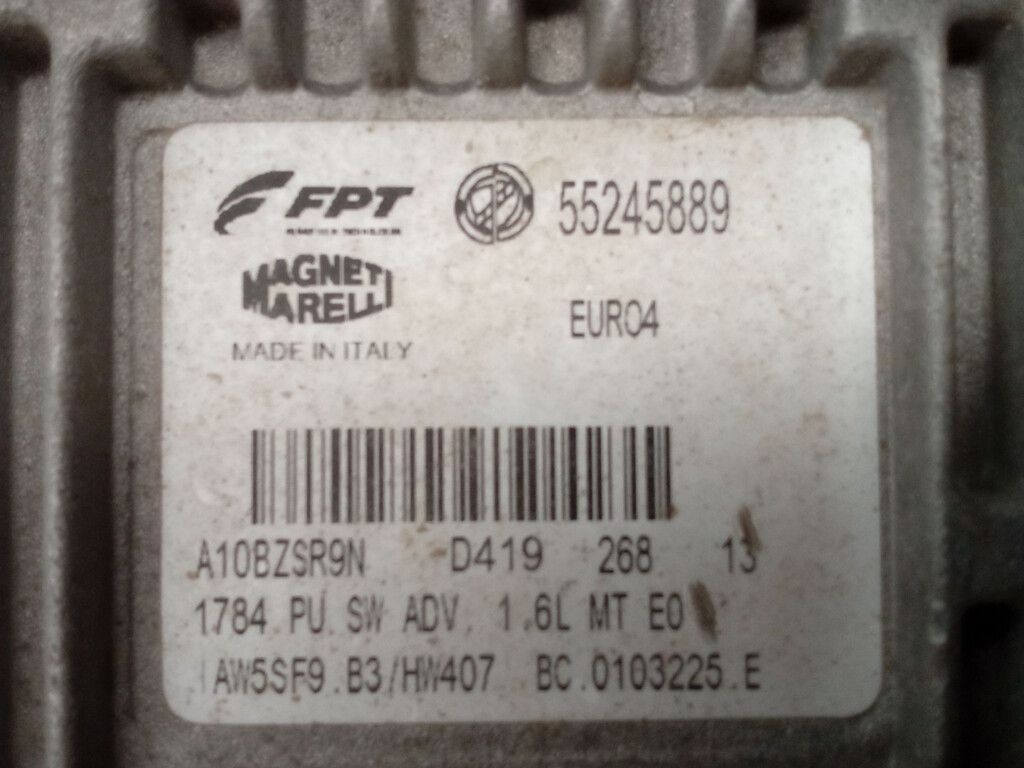 FPT 55245889
MAGNETI
MARELLI
EURO4
MADE IN ITALY
A10BZSR9N D419 268 13
1784 PU SW ADV 1.6L MT E0
IAW5SF9.B3/HW407 BC.0103225.E